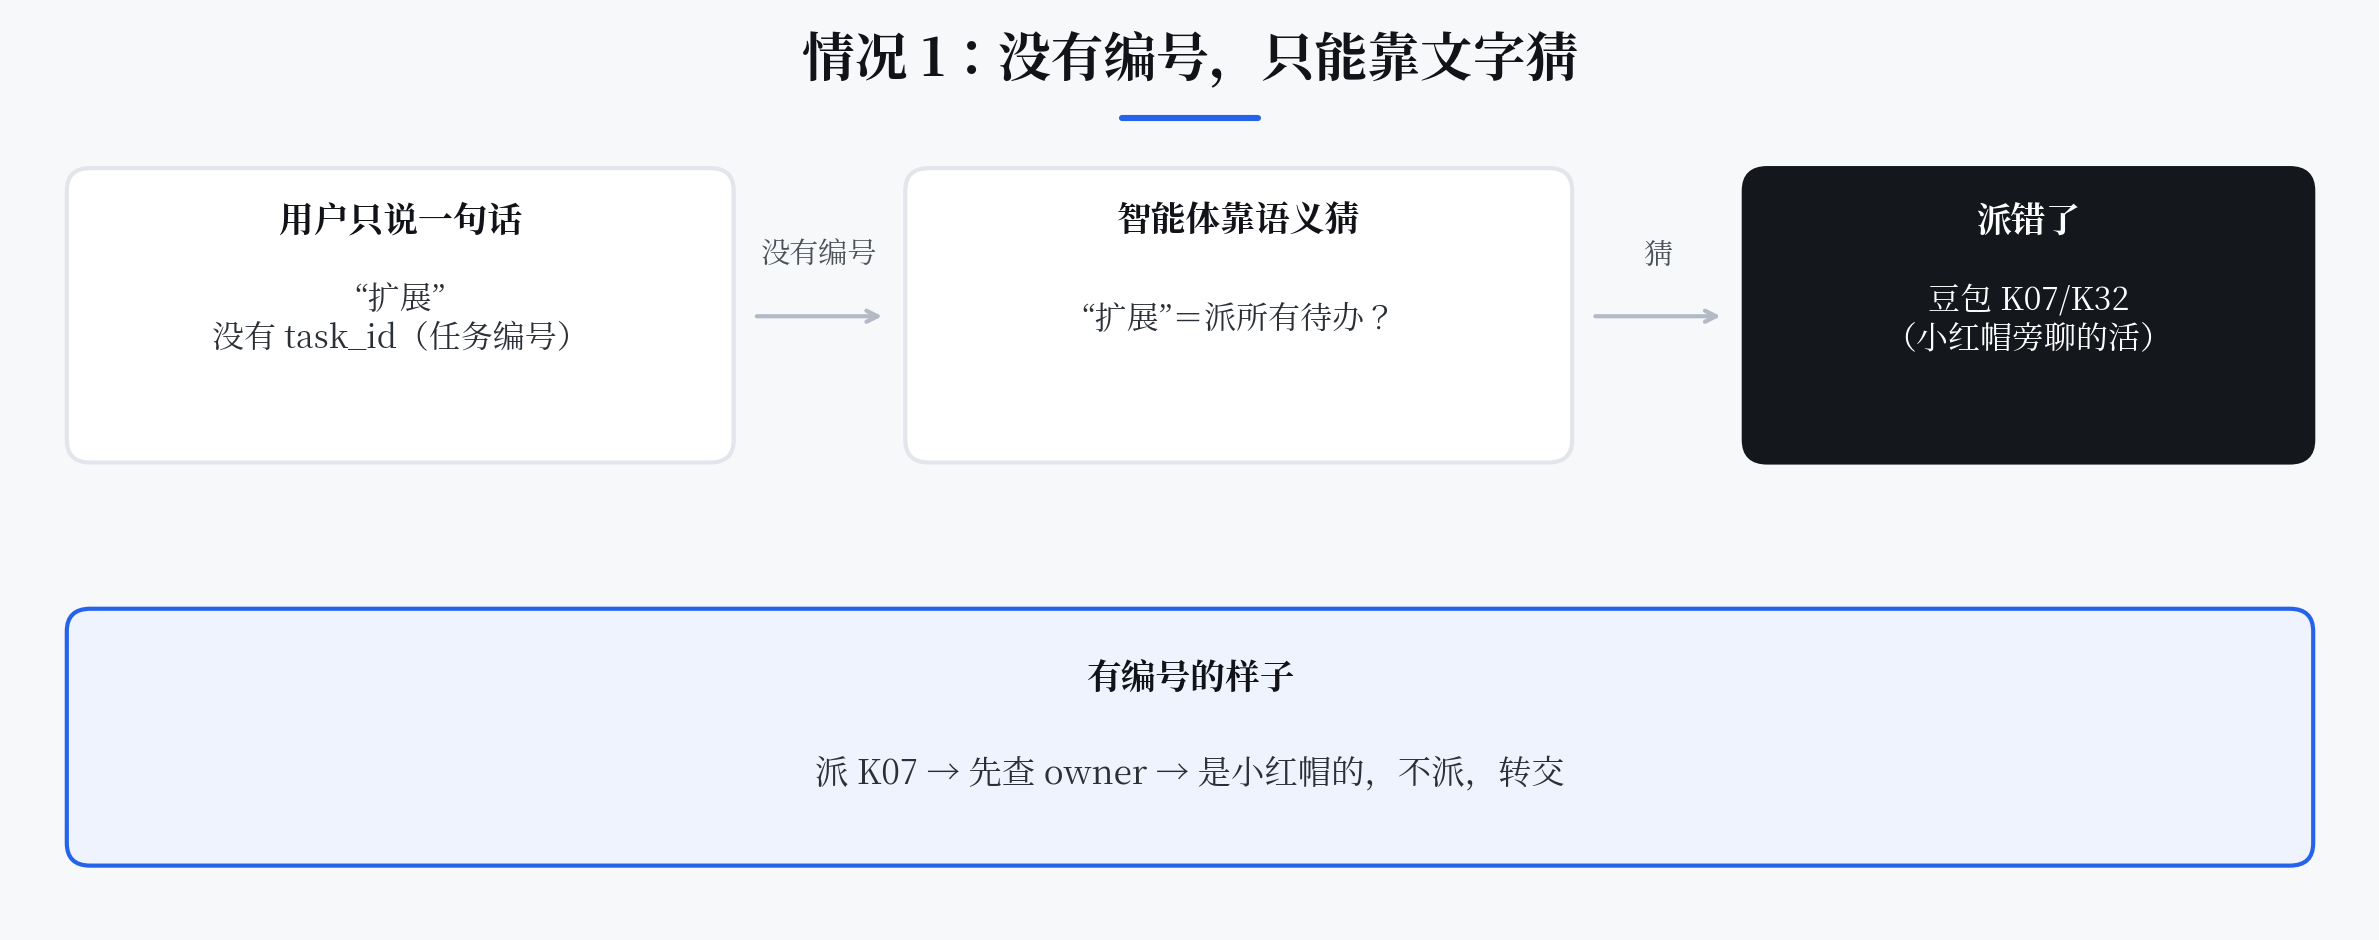 情况 1：没有编号，只能靠文字猜
用户只说一句话
“扩展”
没有 task_id（任务编号）
没有编号
智能体靠语义猜
“扩展”＝派所有待办？
猜
派错了
豆包 K07/K32
（小红帽旁聊的活）
有编号的样子
派 K07 → 先查 owner → 是小红帽的，不派，转交